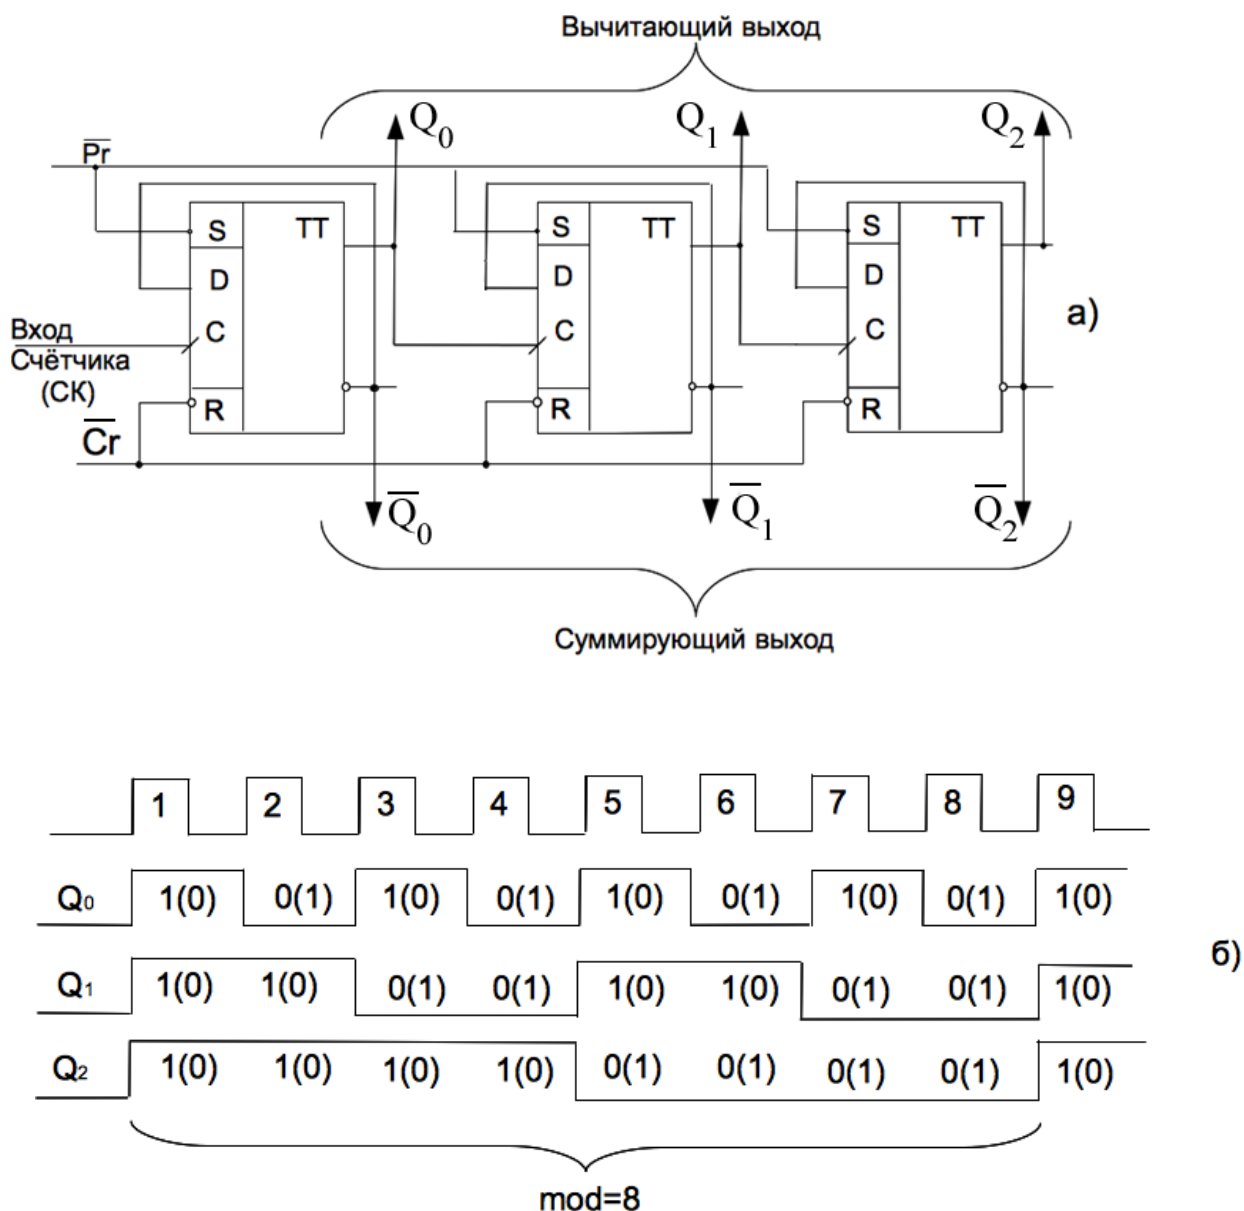 Вычитающий выход
Q0 Q1 Q2
Pr
S TT S TT S TT
D D D
Вход
Счётчика
(СК)
C C C
а)
R R R
Cr
Q0 Q1 Q2
Суммирующий выход
1 2 3 4 5 6 7 8 9
Q0 1(0) 0(1) 1(0) 0(1) 1(0) 0(1) 1(0) 0(1) 1(0)
б)
Q1 1(0) 1(0) 0(1) 0(1) 1(0) 1(0) 0(1) 0(1) 1(0)
Q2 1(0) 1(0) 1(0) 1(0) 0(1) 0(1) 0(1) 0(1) 1(0)
mod=8